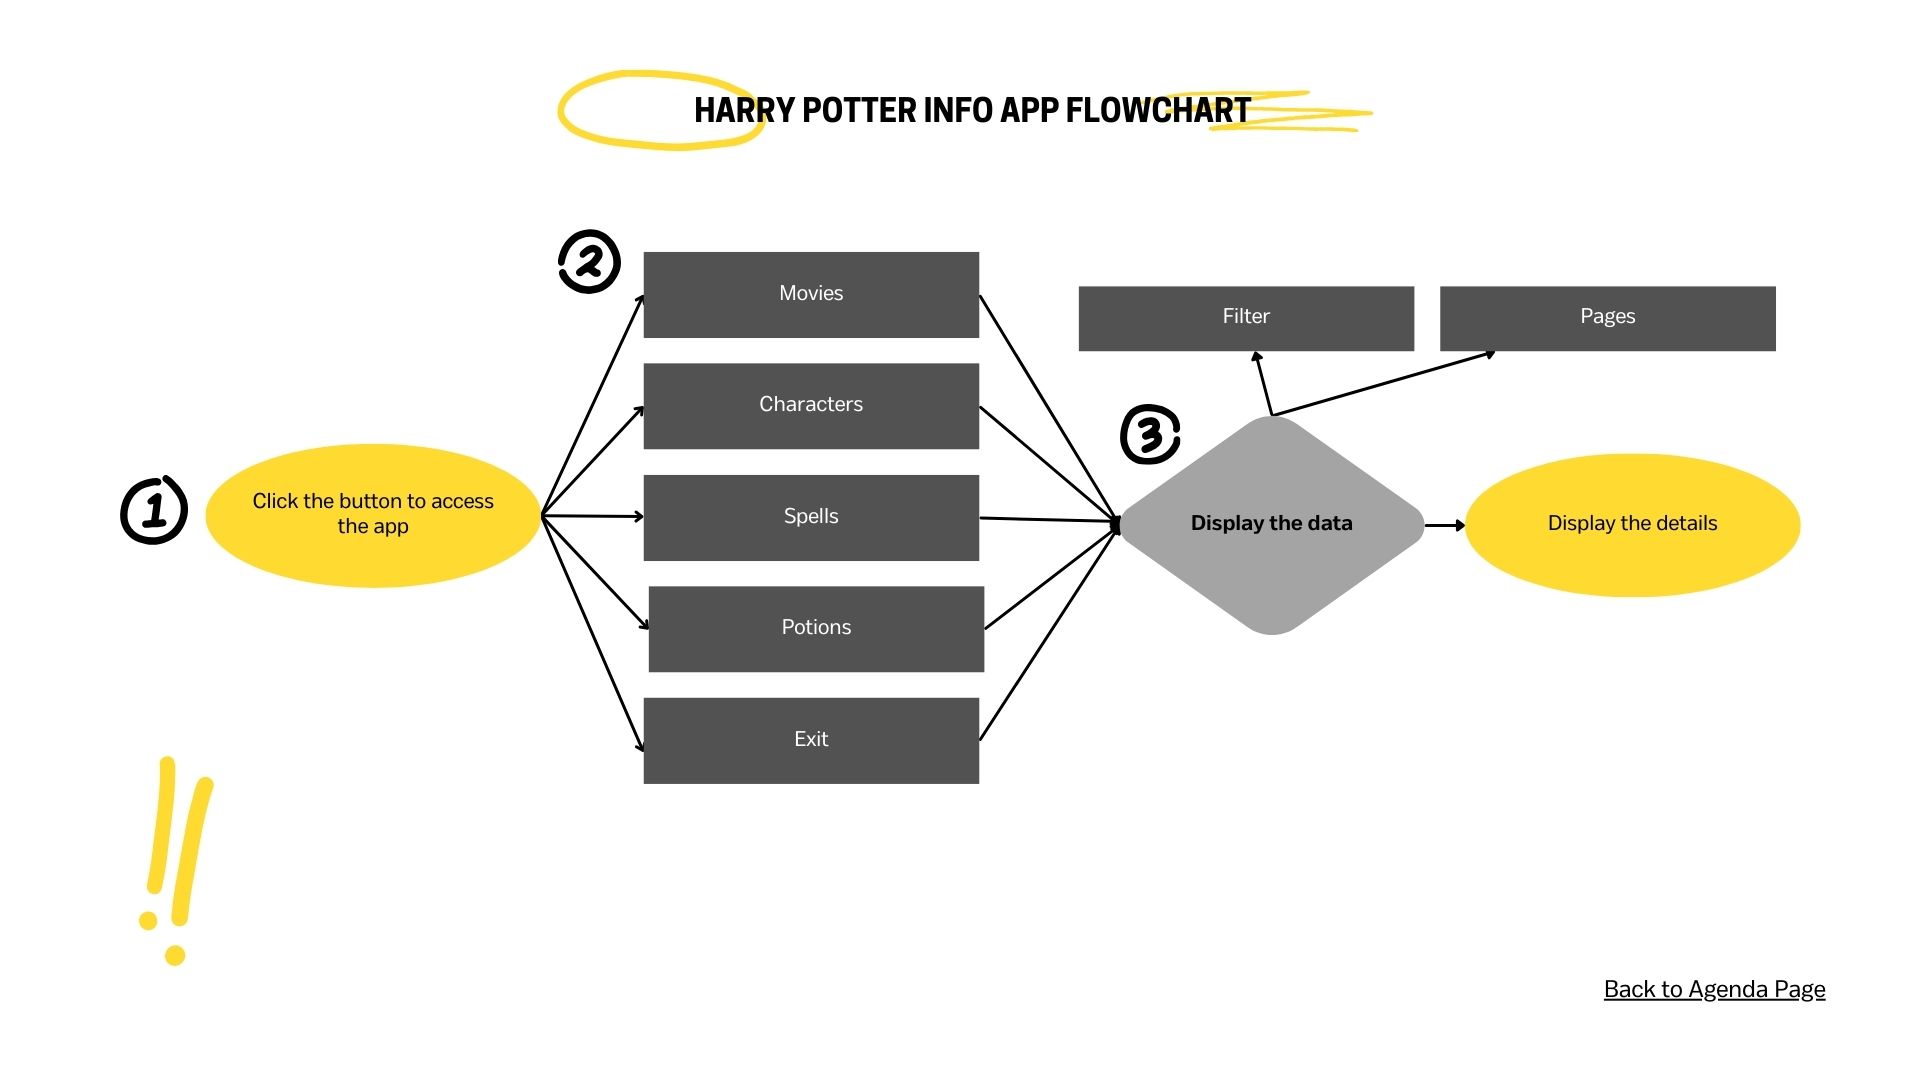 HARRY POTTER INFO APP FLOWCHART
2
Movies
Filter
Pages
Characters
3
1
Click the button to access
the app
Spells
Display the data
Display the details
Potions
Exit
Back to Agenda Page